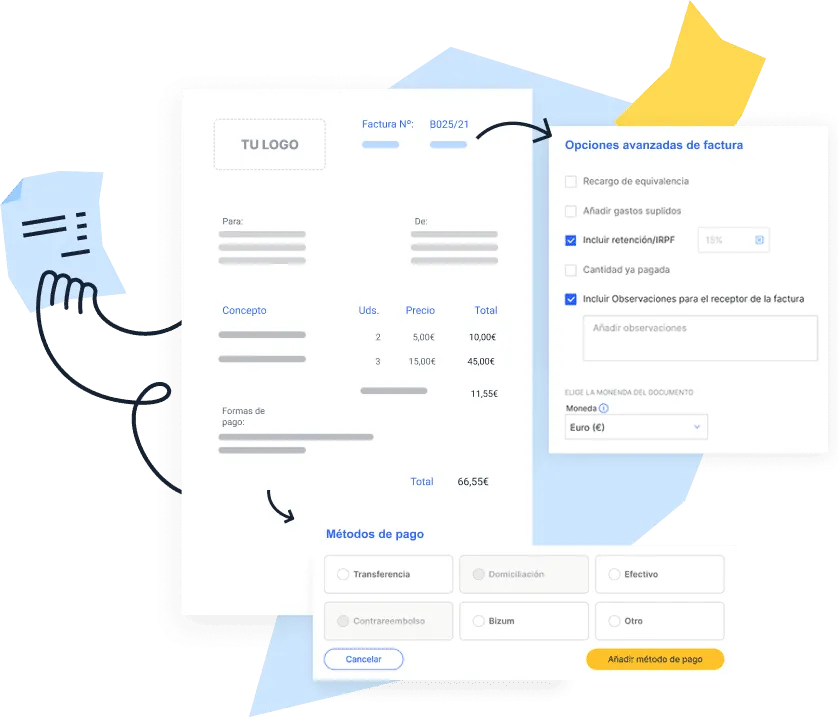 TU LOGO
Factura Nº: B025/21
Para: De:
Concepto Uds. Precio Total
2 5,00€ 10,00€
3 15,00€ 45,00€
11,55€
Formas de
pago:
Total 66,55€
Opciones avanzadas de factura
Recargo de equivalencia
Añadir gastos suplidos
Incluir retención/IRPF 15%
Cantidad ya pagada
Incluir Observaciones para el receptor de la factura
Añadir observaciones
ELIGE LA MONENDA DEL DOCUMENTO
Moneda
Euro (€)
Métodos de pago
Transferencia Domiciliación Efectivo
Contrareembolso Bizum Otro
Cancelar Añadir método de pago